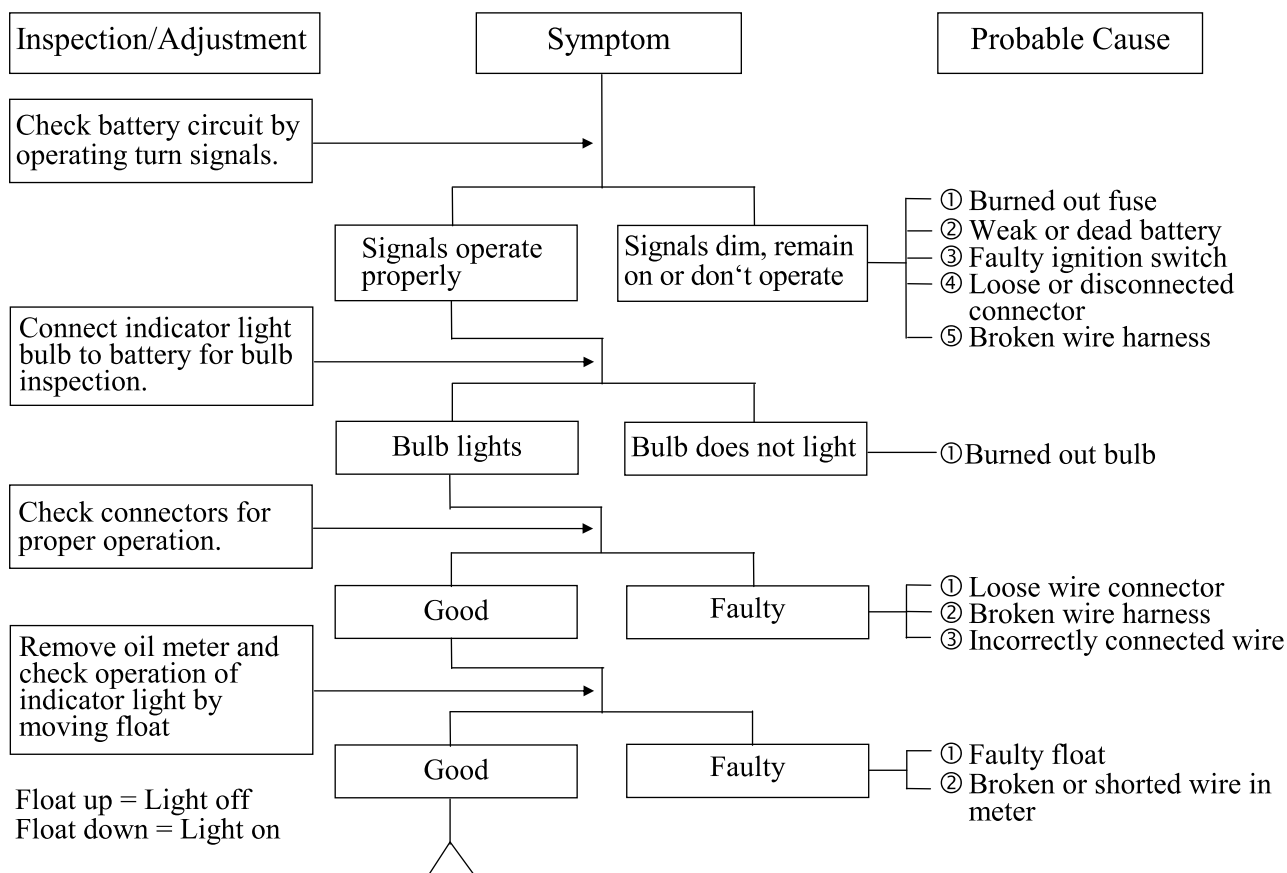 Inspection/Adjustment
Symptom
Probable Cause
Check battery circuit by
operating turn signals.
Signals operate
properly
Signals dim, remain
on or don‘t operate
① Burned out fuse
② Weak or dead battery
③ Faulty ignition switch
④ Loose or disconnected
connector
⑤ Broken wire harness
Connect indicator light
bulb to battery for bulb
inspection.
Bulb lights
Bulb does not light
①Burned out bulb
Check connectors for
proper operation.
Good
Faulty
① Loose wire connector
② Broken wire harness
③ Incorrectly connected wire
Remove oil meter and
check operation of
indicator light by
moving float
Good
Faulty
① Faulty float
② Broken or shorted wire in
meter
Float up = Light off
Float down = Light on